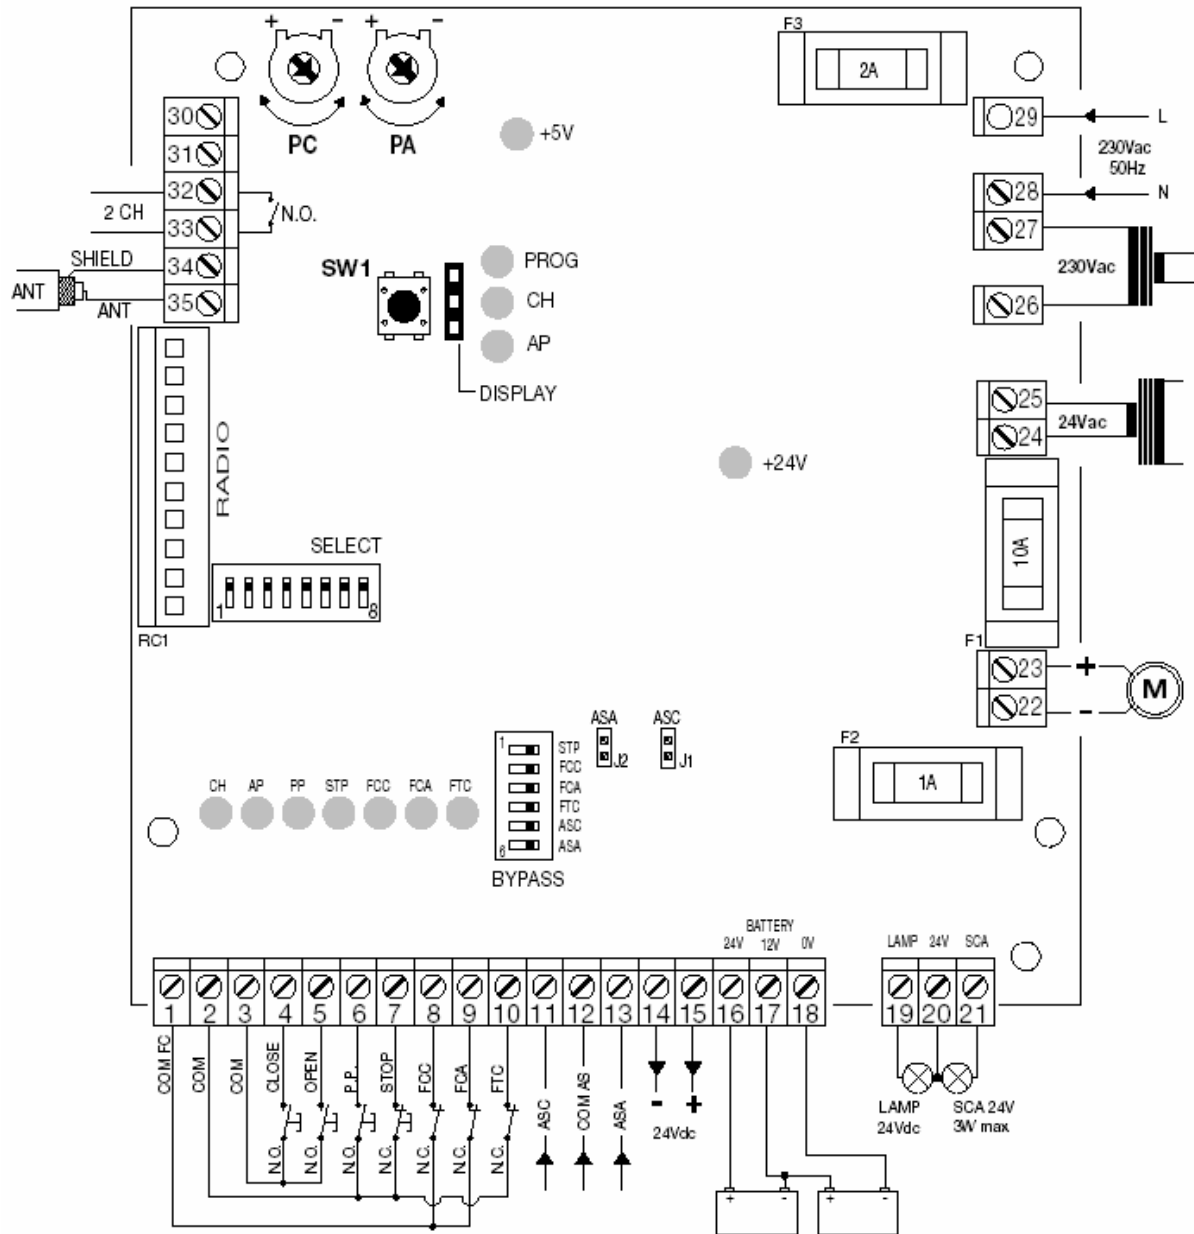 + - + -
PC PA
F3
2A
+5V
30
31
32
33
34
35
2 CH
N.O.
SHIELD
ANT
ANT
SW1
PROG
CH
AP
DISPLAY
29
L
230Vac
50Hz
28
N
27
230Vac
26
25
24Vac
24
+24V
RADIO
SELECT
1 8
RC1
10A
F1
23
+
M
22
-
ASA ASC
J2 J1
F2
1A
CH AP PP STP FCC FCA FTC
1
STP
FCC
FCA
FTC
ASC
ASA
6
BYPASS
BATTERY
24V 12V 0V
LAMP 24V SCA
1 2 3 4 5 6 7 8 9 10 11 12 13 14 15 16 17 18
19 20 21
COM FC
COM
COM
CLOSE
OPEN
P.P.
STOP
FCC
FCA
FTC
N.O. N.O. N.O. N.C. N.C. N.C. N.C.
ASC
COM AS
ASA
- +
24Vdc
LAMP
24Vdc
SCA 24V
3W max
+ - + -